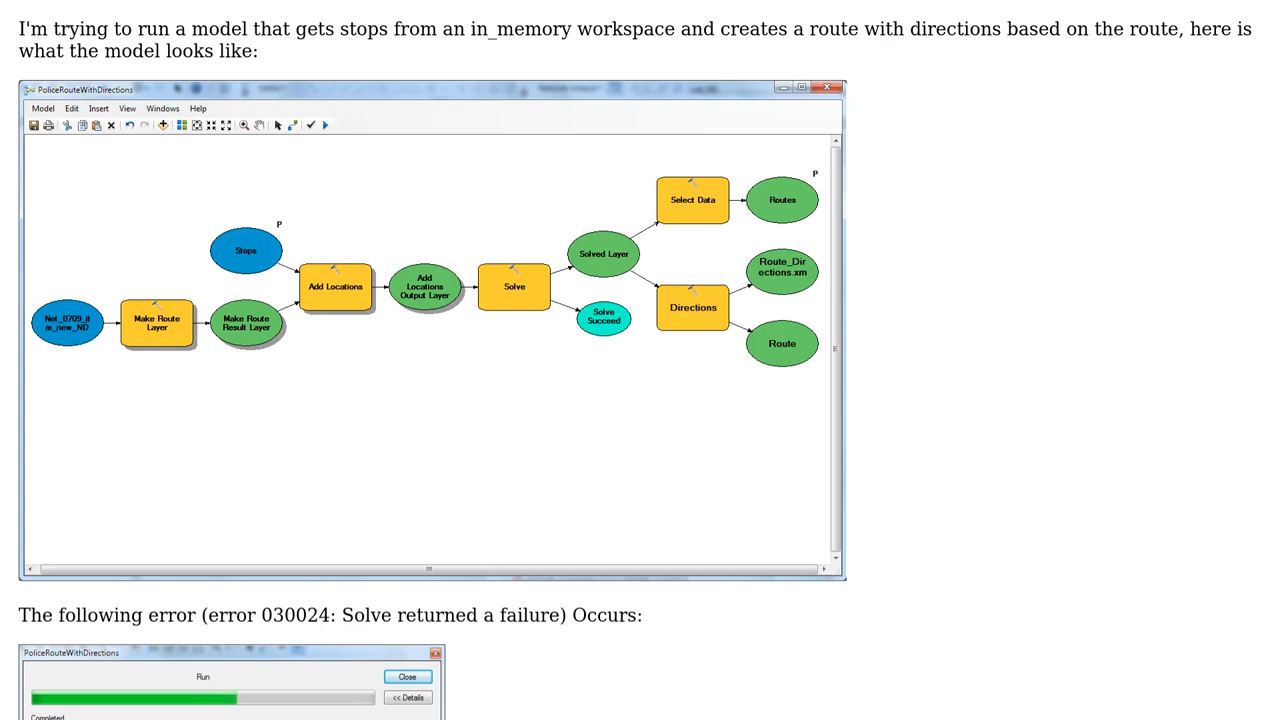 I'm trying to run a model that gets stops from an in_memory workspace and creates a route with directions based on the route, here is
what the model looks like:
PoliceRouteWithDirections
Model Edit Insert View Windows Help
P
Select Data
Routes
P
Stops
Solved Layer
Route_Dir
ections.xm
Add Locations
Add
Locations
Output Layer
Solve
Net_0709_it
m_new_ND
Make Route
Layer
Make Route
Result Layer
Solve
Succeed
Directions
Route
The following error (error 030024: Solve returned a failure) Occurs:
PoliceRouteWithDirections
Run
Close
<< Details
Completed